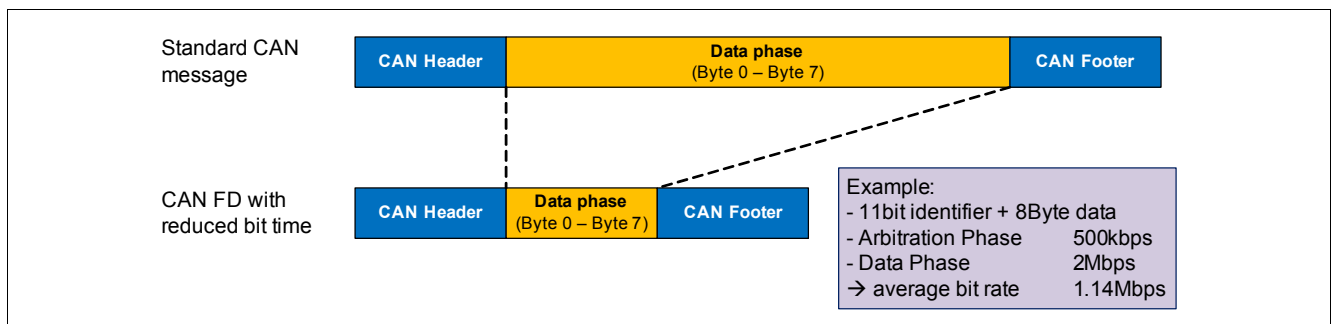 Standard CAN
message
CAN Header
Data phase
(Byte 0 – Byte 7)
CAN Footer
CAN FD with
reduced bit time
CAN Header
Data phase
(Byte 0 – Byte 7)
CAN Footer
Example:
- 11bit identifier + 8Byte data
- Arbitration Phase 500kbps
- Data Phase 2Mbps
→ average bit rate 1.14Mbps